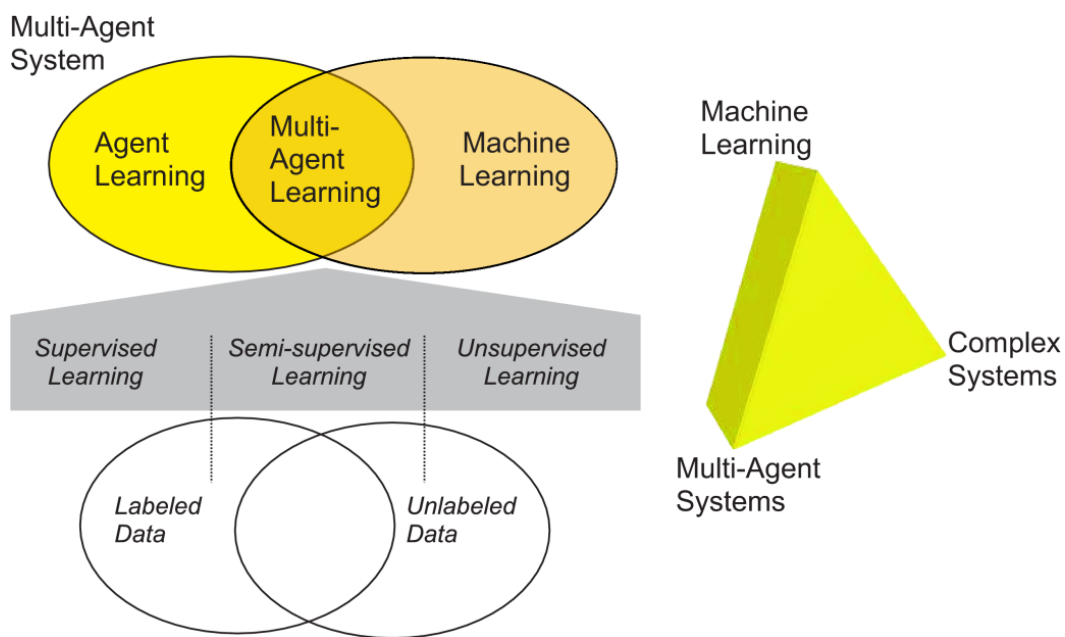 Multi-Agent
System
Agent
Learning
Multi-
Agent
Learning
Machine
Learning
Supervised
Learning
Semi-supervised
Learning
Unsupervised
Learning
Labeled
Data
Unlabeled
Data
Machine
Learning
Complex
Systems
Multi-Agent
Systems